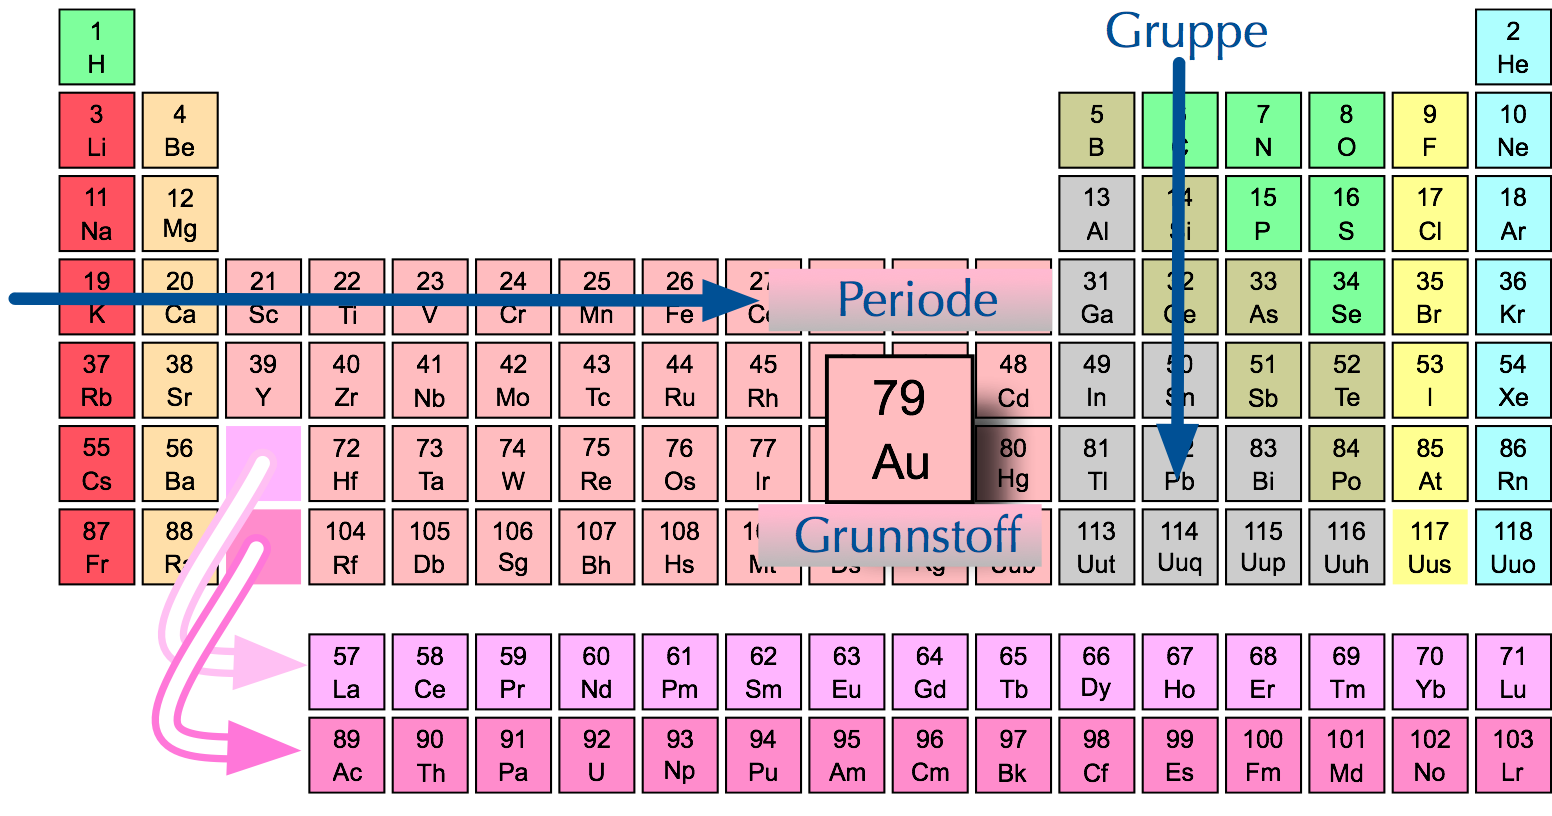 1 Gruppe 2
H He
3 4 5 6 7 8 9 10
Li Be B C N O F Ne
11 12 13 14 15 16 17 18
Na Mg Al Si P S Cl Ar
19 20 21 22 23 24 25 26 27 Periode 31 32 33 34 35 36
K Ca Sc Ti V Cr Mn Fe Co Ga Ge As Se Br Kr
37 38 39 40 41 42 43 44 45 48 49 50 51 52 53 54
Rb Sr Y Zr Nb Mo Tc Ru Rh Cd In Sn Sb Te I Xe
55 56 72 73 74 75 76 77 79 80 81 82 83 84 85 86
Cs Ba Hf Ta W Re Os Ir Au Hg Tl Pb Bi Po At Rn
87 88 104 105 106 107 108 Grunnstoff 113 114 115 116 117 118
Fr Ra Rf Db Sg Bh Hs Mt Ds Rg Uub Uut Uuq Uup Uuh Uus Uuo
57 58 59 60 61 62 63 64 65 66 67 68 69 70 71
La Ce Pr Nd Pm Sm Eu Gd Tb Dy Ho Er Tm Yb Lu
89 90 91 92 93 94 95 96 97 98 99 100 101 102 103
Ac Th Pa U Np Pu Am Cm Bk Cf Es Fm Md No Lr